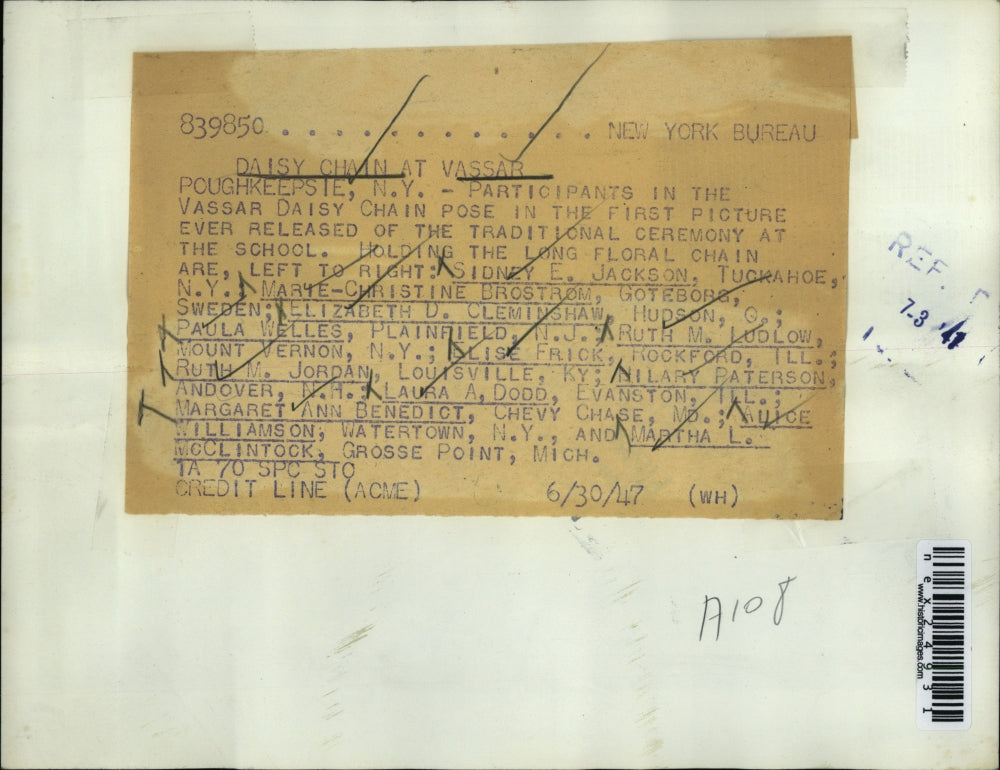 839850 . . . . . . . . . . . . . . NEW YORK BUREAU
DAISY CHAIN AT VASSAR
POUGHKEEPSIE, N.Y. - PARTICIPANTS IN THE
VASSAR DAISY CHAIN POSE IN THE FIRST PICTURE
EVER RELEASED OF THE TRADITIONAL CEREMONY AT
THE SCHOOL. HOLDING THE LONG FLORAL CHAIN
ARE, LEFT TO RIGHT: SIDNEY E. JACKSON, TUCKAHOE,
N.Y.; MARIE-CHRISTINE BROSTROM, GOTEBORG,
SWEDEN; ELIZABETH D. CLEMINSHAW, HUDSON, O.;
PAULA WELLES, PLAINFIELD, N.J.; RUTH M. LUDLOW,
MOUNT VERNON, N.Y.; ELISE FRICK, ROCKFORD, ILL.;
RUTH M. JORDAN, LOUISVILLE, KY; HILARY PATERSON,
ANDOVER, N.H.; LAURA A. DODD, EVANSTON, ILL.;
MARGARET ANN BENEDICT, CHEVY CHASE, MD.; ALICE
WILLIAMSON, WATERTOWN, N.Y., AND MARTHA L.
MCCLINTOCK, GROSSE POINT, MICH.
1A 70 SPC STO
CREDIT LINE (ACME) 6/30/47 (WH)
REF.
7-3
A108
nex24931
www.historicimages.com